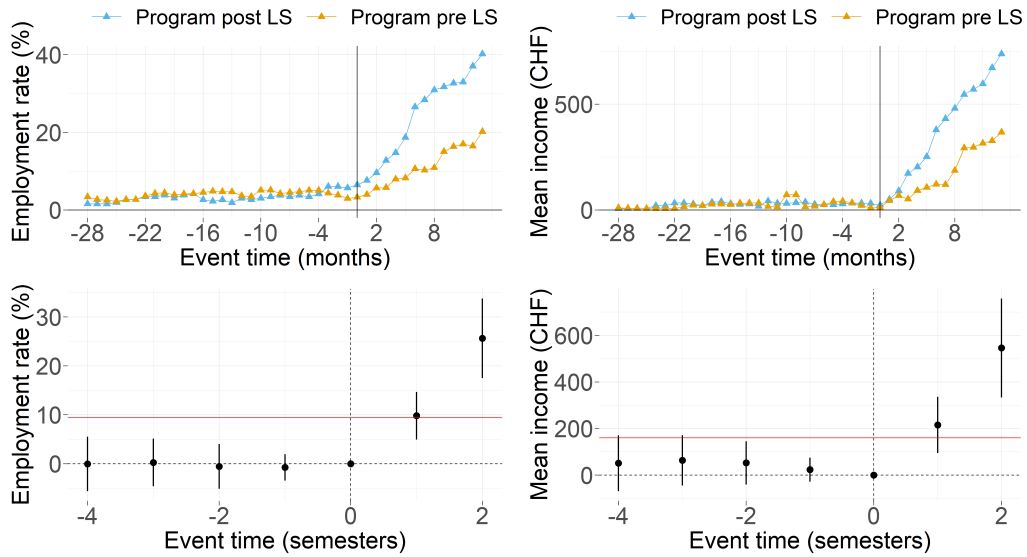 Program post LS Program pre LS
Employment rate (%)
40
20
0
-28 -22 -16 -10 -4 2 8
Event time (months)
Program post LS Program pre LS
Mean income (CHF)
500
0
-28 -22 -16 -10 -4 2 8
Event time (months)
Employment rate (%)
30
20
10
0
-4 -2 0 2
Event time (semesters)
Mean income (CHF)
600
400
200
0
-4 -2 0 2
Event time (semesters)